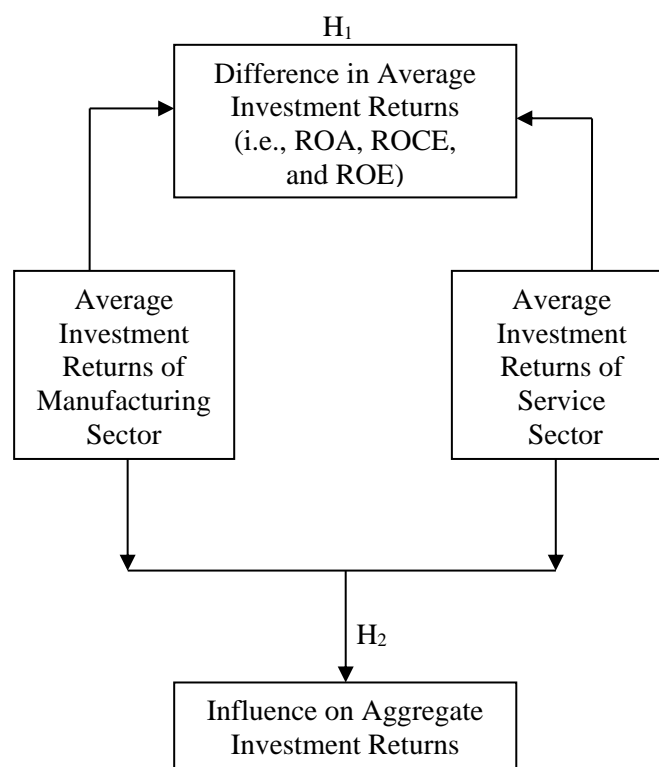 H₁
Difference in Average
Investment Returns
(i.e., ROA, ROCE,
and ROE)
Average
Investment
Returns of
Manufacturing
Sector
Average
Investment
Returns of
Service
Sector
H₂
Influence on Aggregate
Investment Returns